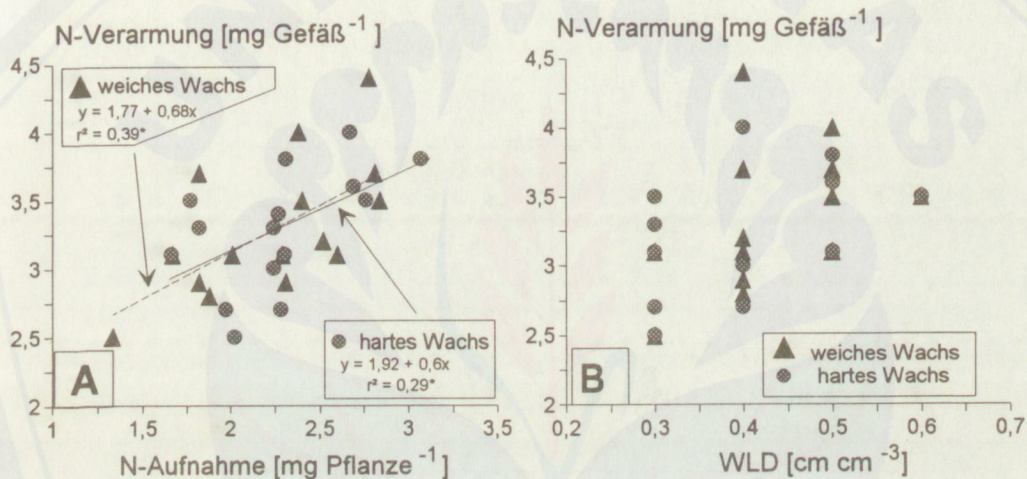 N-Verarmung [mg Gefäß⁻¹]
4,5
4
3,5
3
2,5
2
▲ weiches Wachs
y = 1,77 + 0,68x
r² = 0,39*
● hartes Wachs
y = 1,92 + 0,6x
r² = 0,29*
A
1
1,5
2
2,5
3
3,5
N-Aufnahme [mg Pflanze⁻¹]
N-Verarmung [mg Gefäß⁻¹]
4,5
4
3,5
3
2,5
2
▲ weiches Wachs
● hartes Wachs
B
0,2
0,3
0,4
0,5
0,6
0,7
WLD [cm cm⁻³]